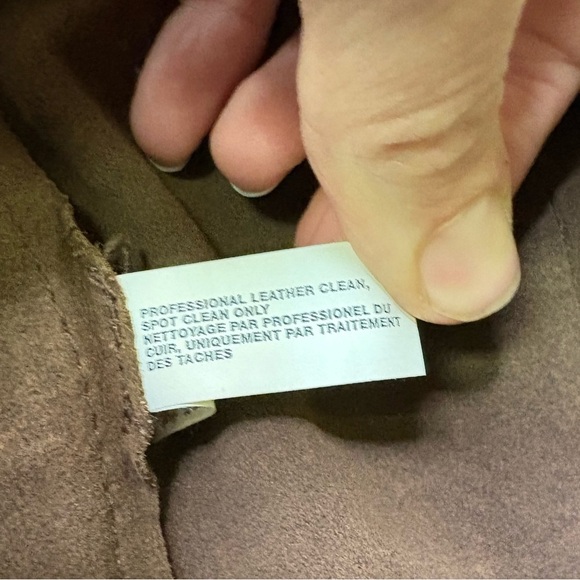 PROFESSIONAL LEATHER CLEAN,
SPOT CLEAN ONLY
NETTOYAGE PAR PROFESSIONEL DU
CUIR, UNIQUEMENT PAR TRAITEMENT
DES TACHES